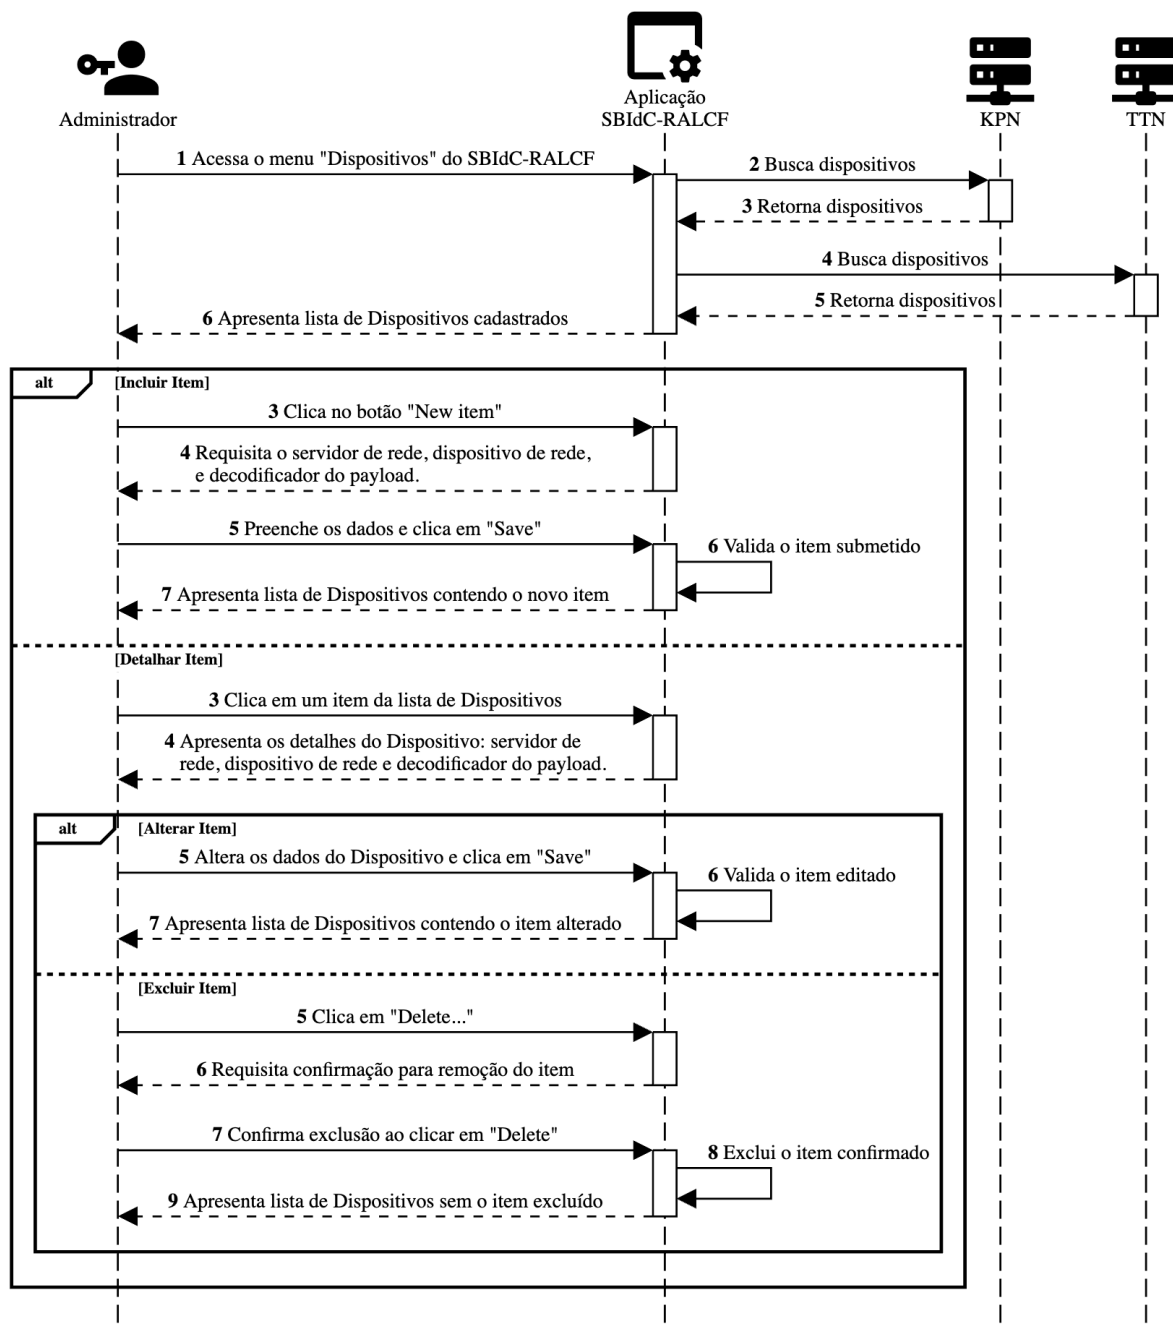 Administrador
Aplicação
SBIdC-RALCF
KPN
TTN
1 Acessa o menu "Dispositivos" do SBIdC-RALCF
2 Busca dispositivos
3 Retorna dispositivos
4 Busca dispositivos
5 Retorna dispositivos
6 Apresenta lista de Dispositivos cadastrados
alt
[Incluir Item]
3 Clica no botão "New item"
4 Requisita o servidor de rede, dispositivo de rede,
e decodificador do payload.
5 Preenche os dados e clica em "Save"
6 Valida o item submetido
7 Apresenta lista de Dispositivos contendo o novo item
[Detalhar Item]
3 Clica em um item da lista de Dispositivos
4 Apresenta os detalhes do Dispositivo: servidor de
rede, dispositivo de rede e decodificador do payload.
alt
[Alterar Item]
5 Altera os dados do Dispositivo e clica em "Save"
6 Valida o item editado
7 Apresenta lista de Dispositivos contendo o item alterado
[Excluir Item]
5 Clica em "Delete..."
6 Requisita confirmação para remoção do item
7 Confirma exclusão ao clicar em "Delete"
8 Exclui o item confirmado
9 Apresenta lista de Dispositivos sem o item excluído